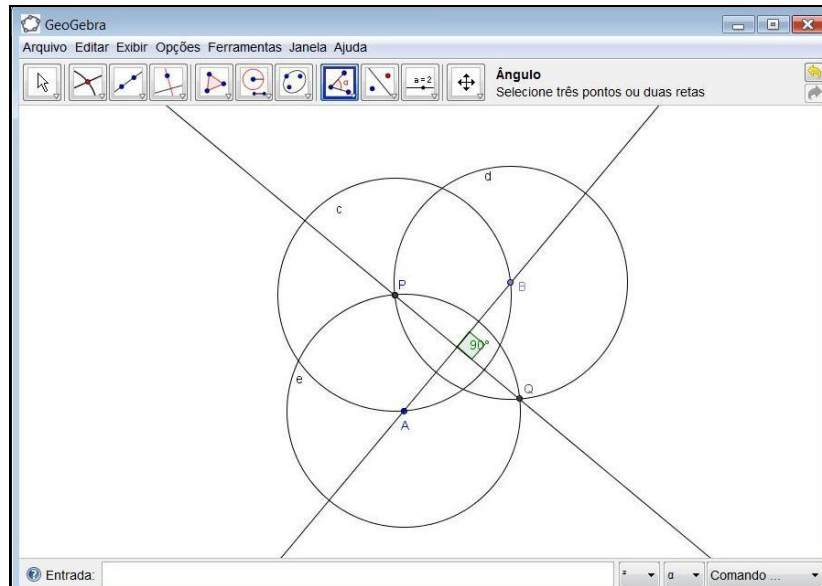 GeoGebra
Arquivo Editar Exibir Opções Ferramentas Janela Ajuda
a=2
Ângulo
Selecione três pontos ou duas retas
d
c
P
B
90°
e
Q
A
Entrada:
² α Comando ...